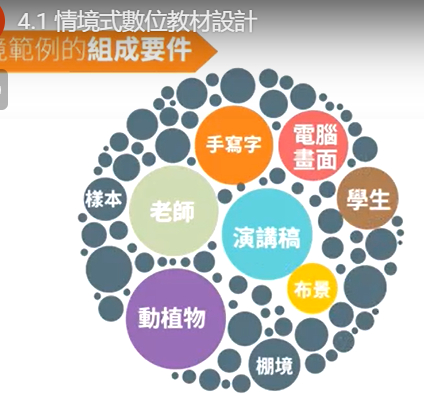 4.1 情境式數位教材設計
境範例的組成要件
手寫字
電腦
畫面
樣本
老師
學生
演講稿
布景
動植物
棚境